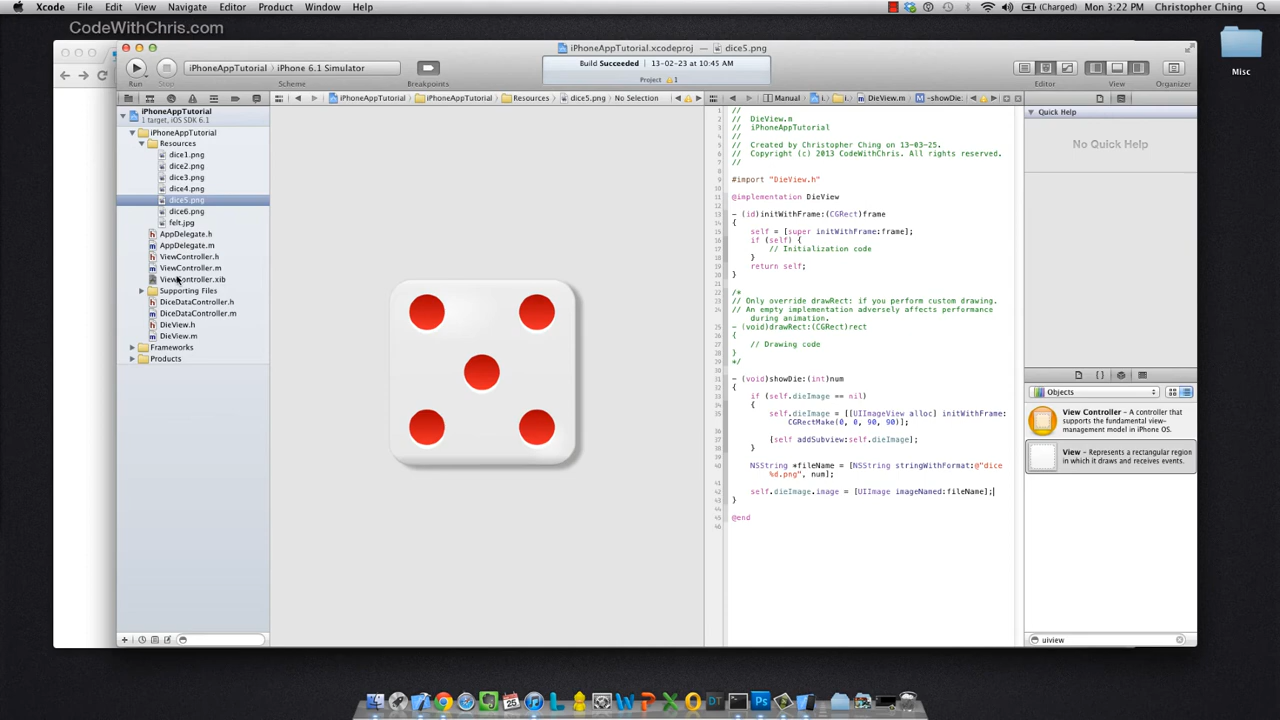 Xcode File Edit View Navigate Editor Product Window Help (Charged) Mon 3:22 PM Christopher Ching
CodeWithChris.com
iPhoneAppTutorial.xcodeproj — dice5.png
iPhoneAppTutorial iPhone 6.1 Simulator
Build Succeeded 13-02-23 at 10:45 AM
Project 1
Run Stop Scheme Breakpoints Editor View Organizer
iPhoneAppTutorial iPhoneAppTutorial Resources dice5.png No Selection
Manual DieView.m -showDie:
iPhoneAppTutorial
1 target, iOS SDK 6.1
iPhoneAppTutorial
Resources
dice1.png
dice2.png
dice3.png
dice4.png
dice5.png
dice6.png
felt.jpg
AppDelegate.h
AppDelegate.m
ViewController.h
ViewController.m
ViewController.xib
Supporting Files
DiceDataController.h
DiceDataController.m
DieView.h
DieView.m
Frameworks
Products
//
// DieView.m
// iPhoneAppTutorial
//
// Created by Christopher Ching on 13-03-25.
// Copyright (c) 2013 CodeWithChris. All rights reserved.
//
#import "DieView.h"
@implementation DieView
- (id)initWithFrame:(CGRect)frame
{
self = [super initWithFrame:frame];
if (self) {
// Initialization code
}
return self;
}
/*
// Only override drawRect: if you perform custom drawing.
// An empty implementation adversely affects performance
during animation.
- (void)drawRect:(CGRect)rect
{
// Drawing code
}
*/
- (void)showDie:(int)num
{
if (self.dieImage == nil)
{
self.dieImage = [[UIImageView alloc] initWithFrame:
CGRectMake(0, 0, 90, 90)];
[self addSubview:self.dieImage];
}
NSString *fileName = [NSString stringWithFormat:@"dice
%d.png", num];
self.dieImage.image = [UIImage imageNamed:fileName];
}
@end
Quick Help
No Quick Help
Objects
View Controller - A controller that
supports the fundamental view-
management model in iPhone OS.
View - Represents a rectangular region
in which it draws and receives events.
uiview
Misc